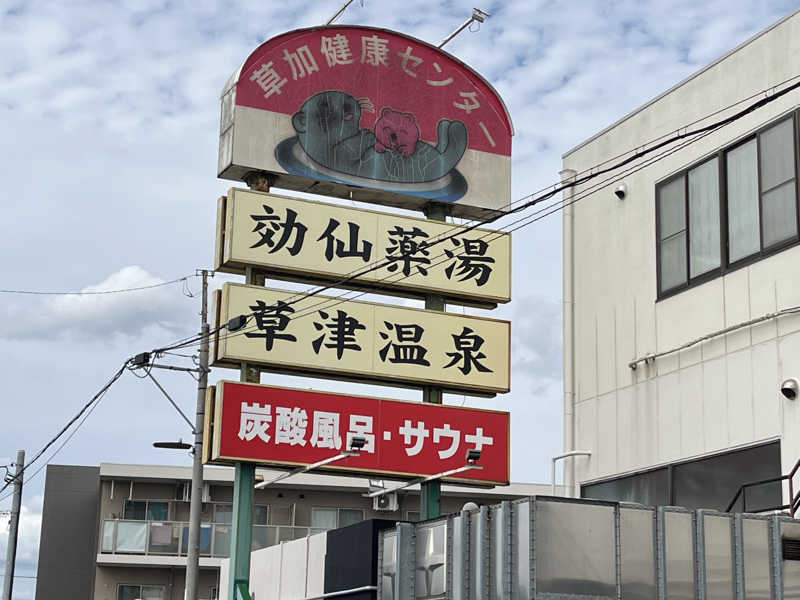 草加健康センター
効仙薬湯
草津温泉
炭酸風呂・サウナ